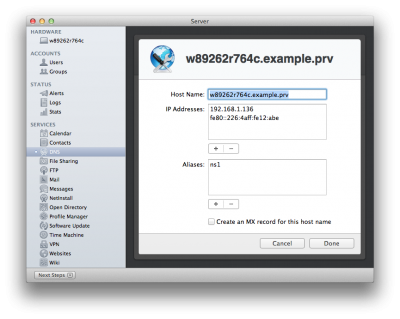 Server
HARDWARE
w89262r764c
ACCOUNTS
Users
Groups
STATUS
Alerts
Logs
Stats
SERVICES
Calendar
Contacts
DNS
File Sharing
FTP
Mail
Messages
NetInstall
Open Directory
Profile Manager
Software Update
Time Machine
VPN
Websites
Wiki
Next Steps
w89262r764c.example.prv
Host Name: w89262r764c.example.prv
IP Addresses: 192.168.1.136
fe80::226:4aff:fe12:abe
+ −
Aliases: ns1
+ −
Create an MX record for this host name
Cancel Done